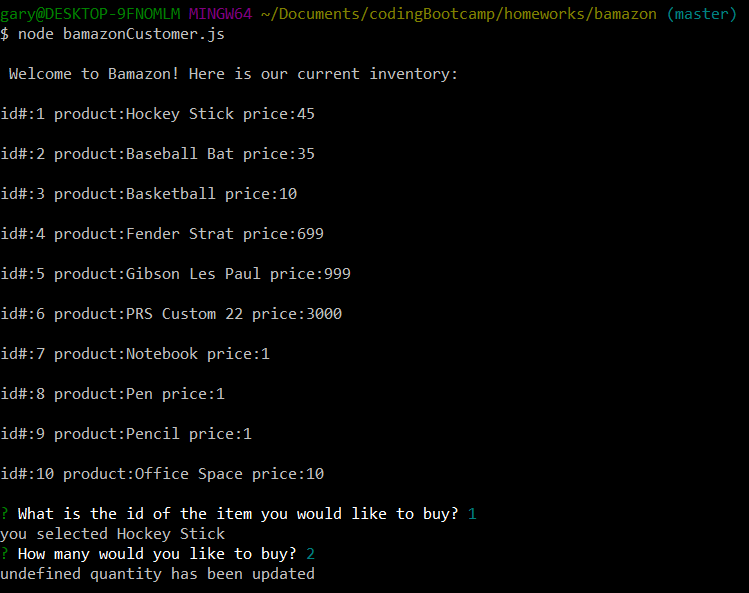 gary@DESKTOP-9FNOMLM MINGW64 ~/Documents/codingBootcamp/homeworks/bamazon (master)
$ node bamazonCustomer.js
Welcome to Bamazon! Here is our current inventory:
id#:1 product:Hockey Stick price:45
id#:2 product:Baseball Bat price:35
id#:3 product:Basketball price:10
id#:4 product:Fender Strat price:699
id#:5 product:Gibson Les Paul price:999
id#:6 product:PRS Custom 22 price:3000
id#:7 product:Notebook price:1
id#:8 product:Pen price:1
id#:9 product:Pencil price:1
id#:10 product:Office Space price:10
? What is the id of the item you would like to buy? 1
you selected Hockey Stick
? How many would you like to buy? 2
undefined quantity has been updated